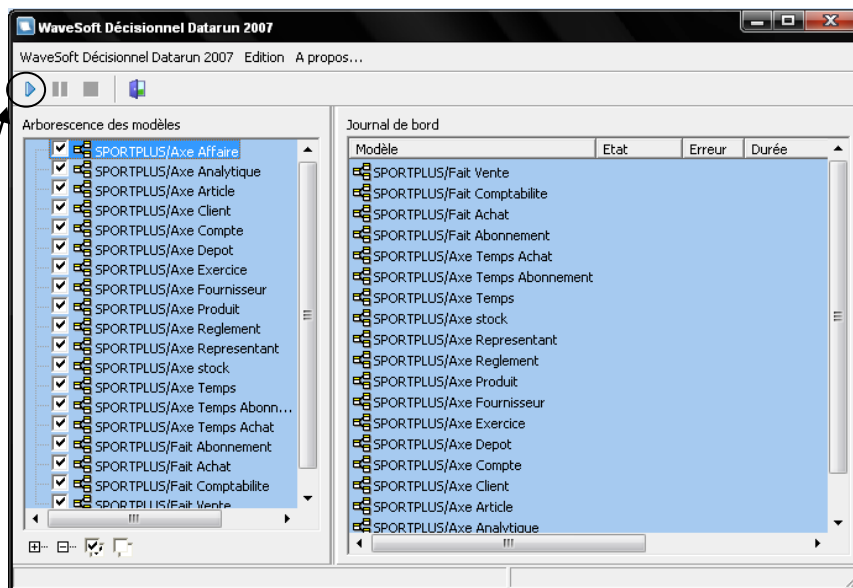 WaveSoft Décisionnel Datarun 2007
WaveSoft Décisionnel Datarun 2007 Edition A propos...
Arborescence des modèles
SPORTPLUS/Axe Affaire
SPORTPLUS/Axe Analytique
SPORTPLUS/Axe Article
SPORTPLUS/Axe Client
SPORTPLUS/Axe Compte
SPORTPLUS/Axe Depot
SPORTPLUS/Axe Exercice
SPORTPLUS/Axe Fournisseur
SPORTPLUS/Axe Produit
SPORTPLUS/Axe Reglement
SPORTPLUS/Axe Representant
SPORTPLUS/Axe stock
SPORTPLUS/Axe Temps
SPORTPLUS/Axe Temps Abonn...
SPORTPLUS/Axe Temps Achat
SPORTPLUS/Fait Abonnement
SPORTPLUS/Fait Achat
SPORTPLUS/Fait Comptabilite
SPORTPLUS/Fait Vente
Journal de bord
Modèle Etat Erreur Durée
SPORTPLUS/Fait Vente
SPORTPLUS/Fait Comptabilite
SPORTPLUS/Fait Achat
SPORTPLUS/Fait Abonnement
SPORTPLUS/Axe Temps Achat
SPORTPLUS/Axe Temps Abonnement
SPORTPLUS/Axe Temps
SPORTPLUS/Axe stock
SPORTPLUS/Axe Representant
SPORTPLUS/Axe Reglement
SPORTPLUS/Axe Produit
SPORTPLUS/Axe Fournisseur
SPORTPLUS/Axe Exercice
SPORTPLUS/Axe Depot
SPORTPLUS/Axe Compte
SPORTPLUS/Axe Client
SPORTPLUS/Axe Article
SPORTPLUS/Axe Analytique